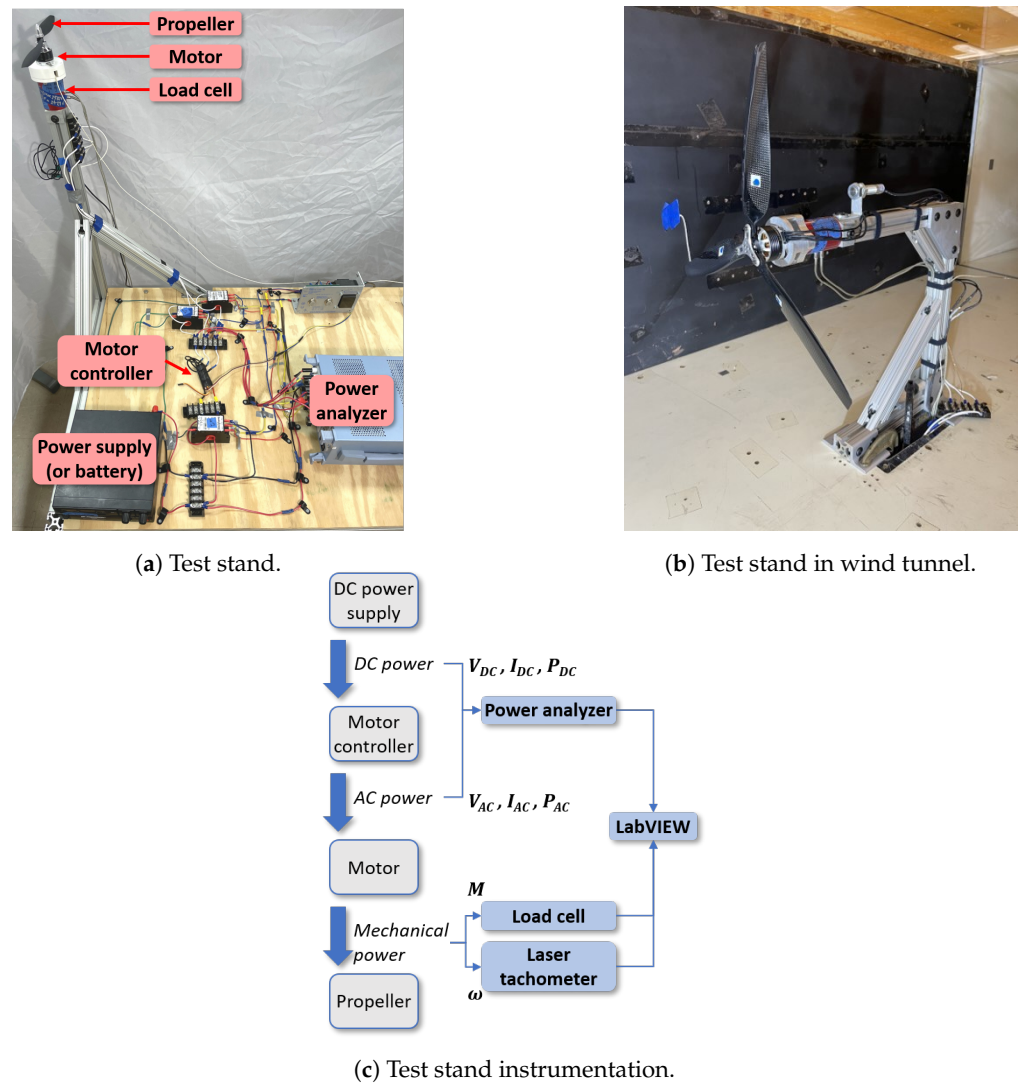 Propeller
Motor
Load cell
Motor
controller
Power
analyzer
Power supply
(or battery)
(a) Test stand.
(b) Test stand in wind tunnel.
DC power
supply
DC power
V_DC , I_DC , P_DC
Power analyzer
Motor
controller
AC power
V_AC , I_AC , P_AC
LabVIEW
Motor
M
Load cell
Mechanical
power
Laser
tachometer
ω
Propeller
(c) Test stand instrumentation.